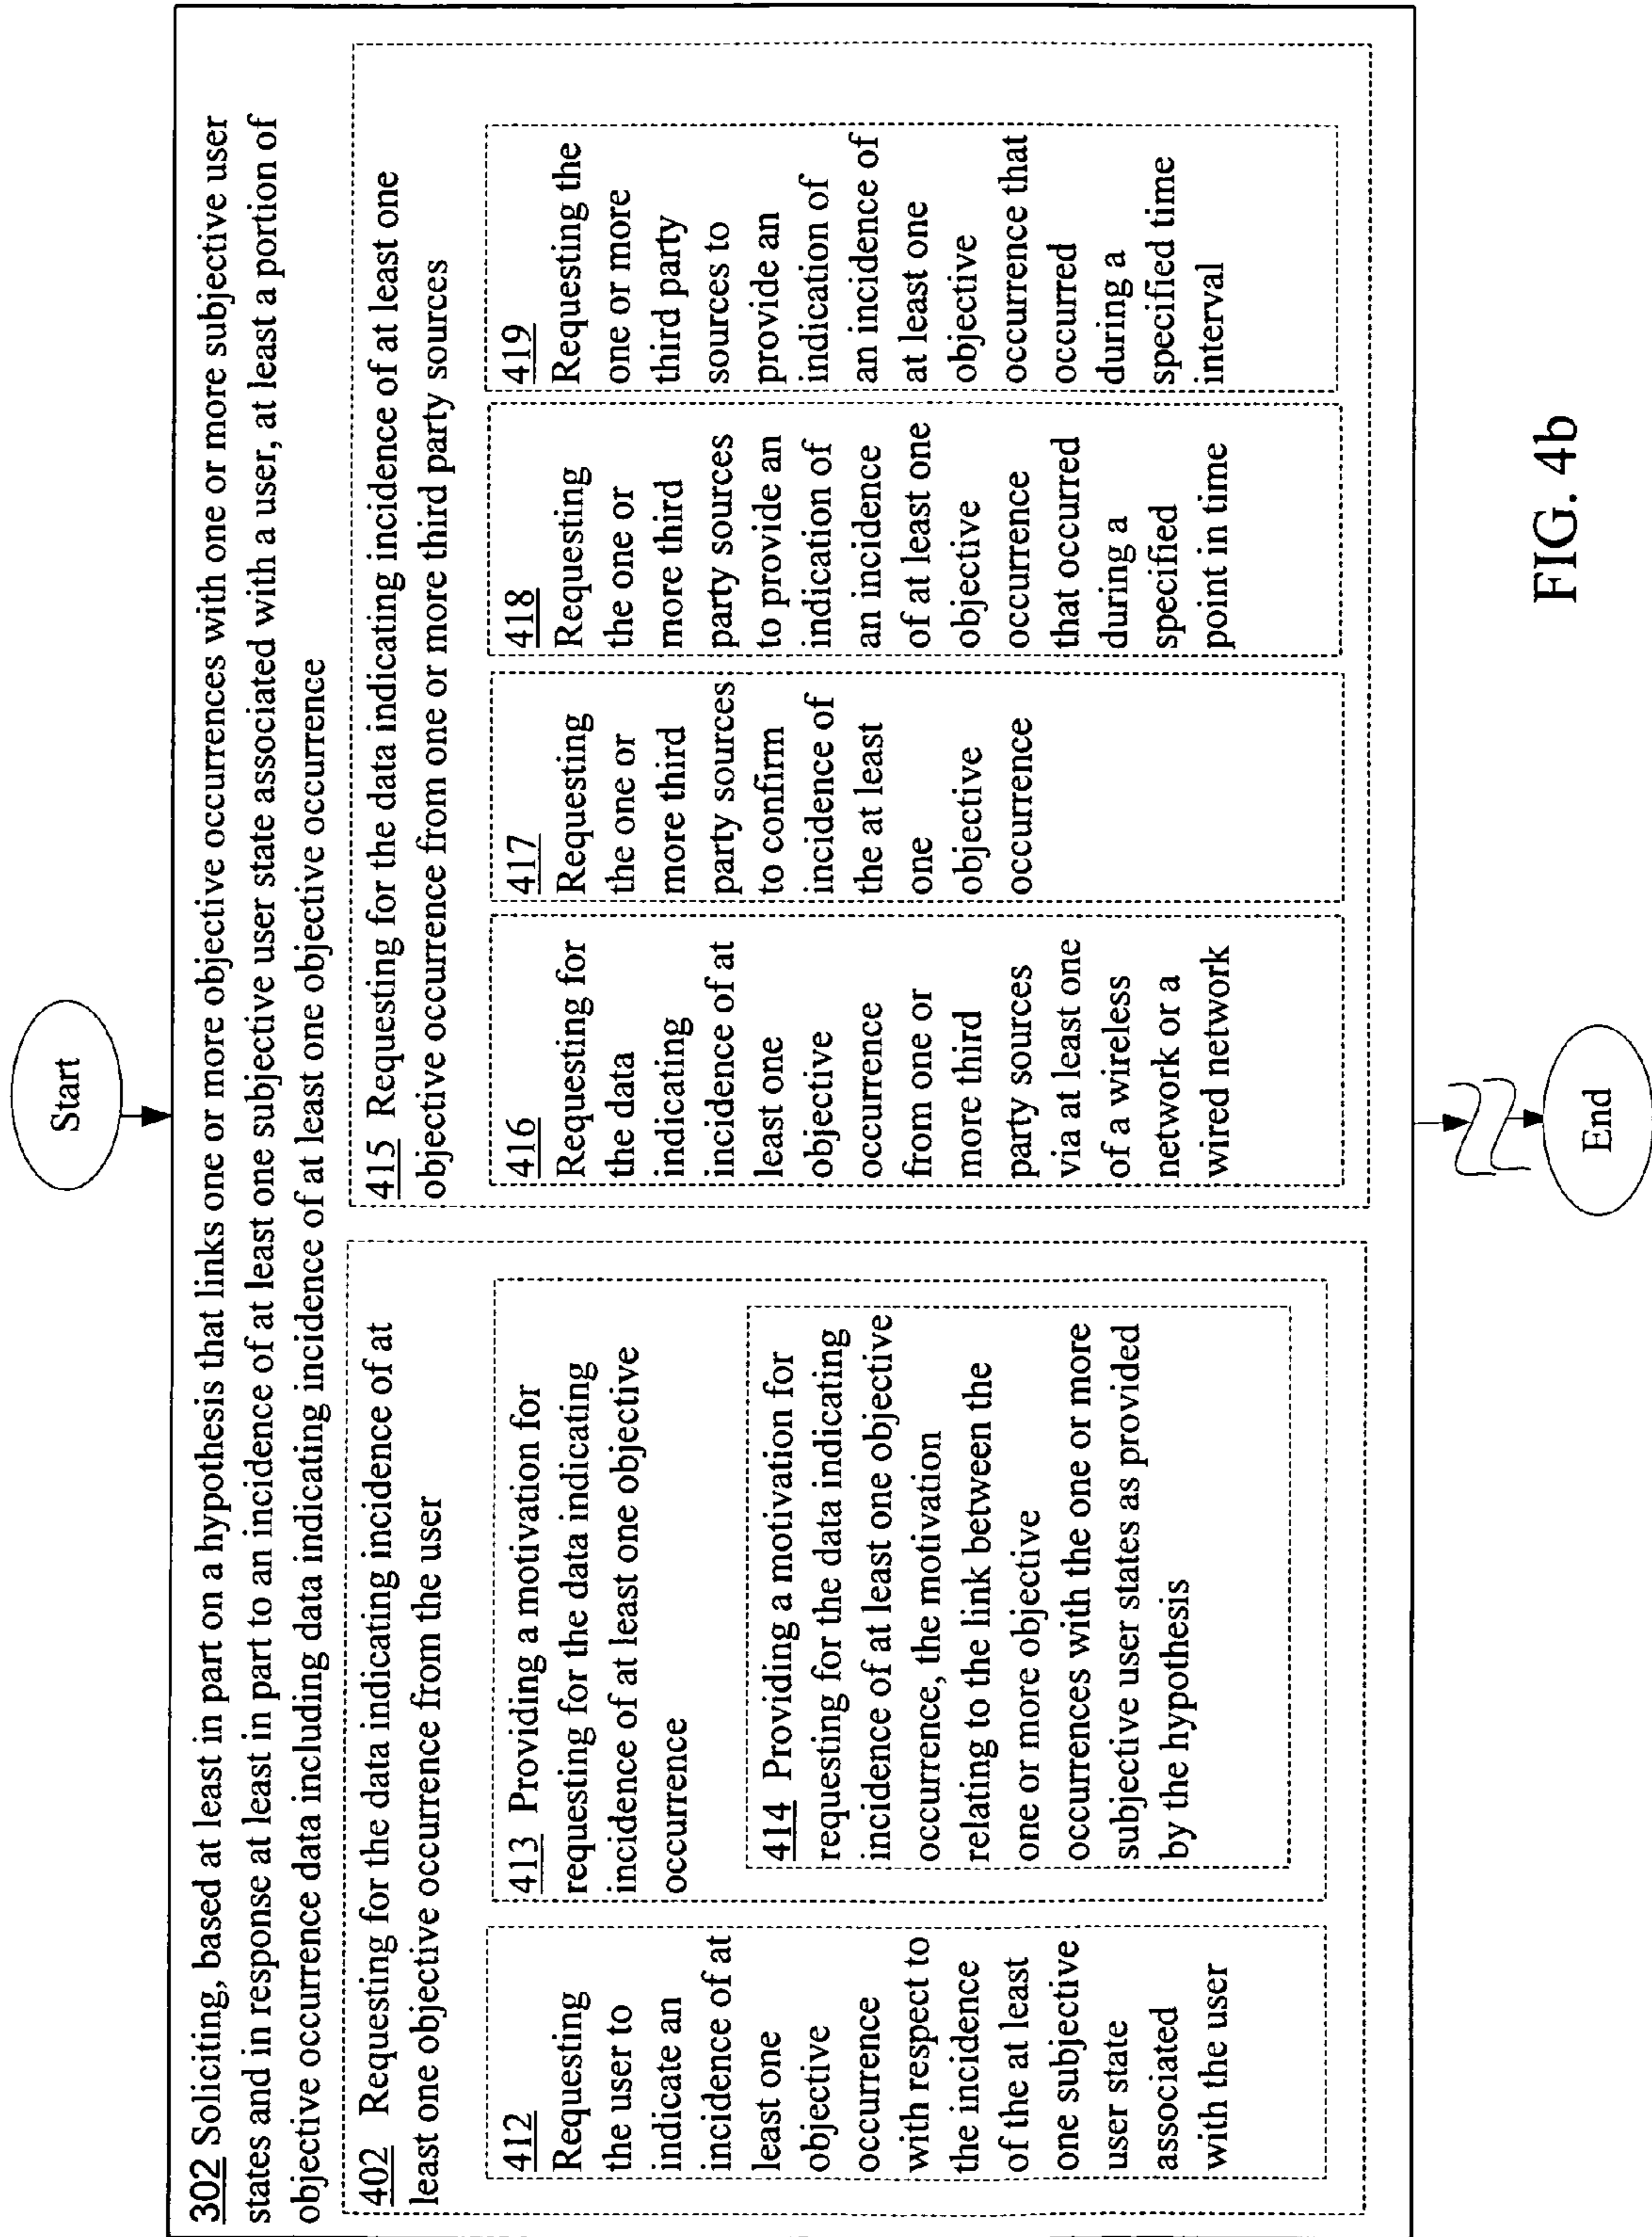 Start
302 Soliciting, based at least in part on a hypothesis that links one or more objective occurrences with one or more subjective user
states and in response at least in part to an incidence of at least one subjective user state associated with a user, at least a portion of
objective occurrence data including data indicating incidence of at least one objective occurrence
402 Requesting for the data indicating incidence of at
least one objective occurrence from the user
412
Requesting
the user to
indicate an
incidence of at
least one
objective
occurrence
with respect to
the incidence
of the at least
one subjective
user state
associated
with the user
413 Providing a motivation for
requesting for the data indicating
incidence of at least one objective
occurrence
414 Providing a motivation for
requesting for the data indicating
incidence of at least one objective
occurrence, the motivation
relating to the link between the
one or more objective
occurrences with the one or more
subjective user states as provided
by the hypothesis
415 Requesting for the data indicating incidence of at least one
objective occurrence from one or more third party sources
416
Requesting for
the data
indicating
incidence of at
least one
objective
occurrence
from one or
more third
party sources
via at least one
of a wireless
network or a
wired network
417
Requesting
the one or
more third
party sources
to confirm
incidence of
the at least
one
objective
occurrence
418
Requesting
the one or
more third
party sources
to provide an
indication of
an incidence
of at least one
objective
occurrence
that occurred
during a
specified
point in time
419
Requesting the
one or more
third party
sources to
provide an
indication of
an incidence of
at least one
objective
occurrence that
occurred
during a
specified time
interval
End
FIG. 4b